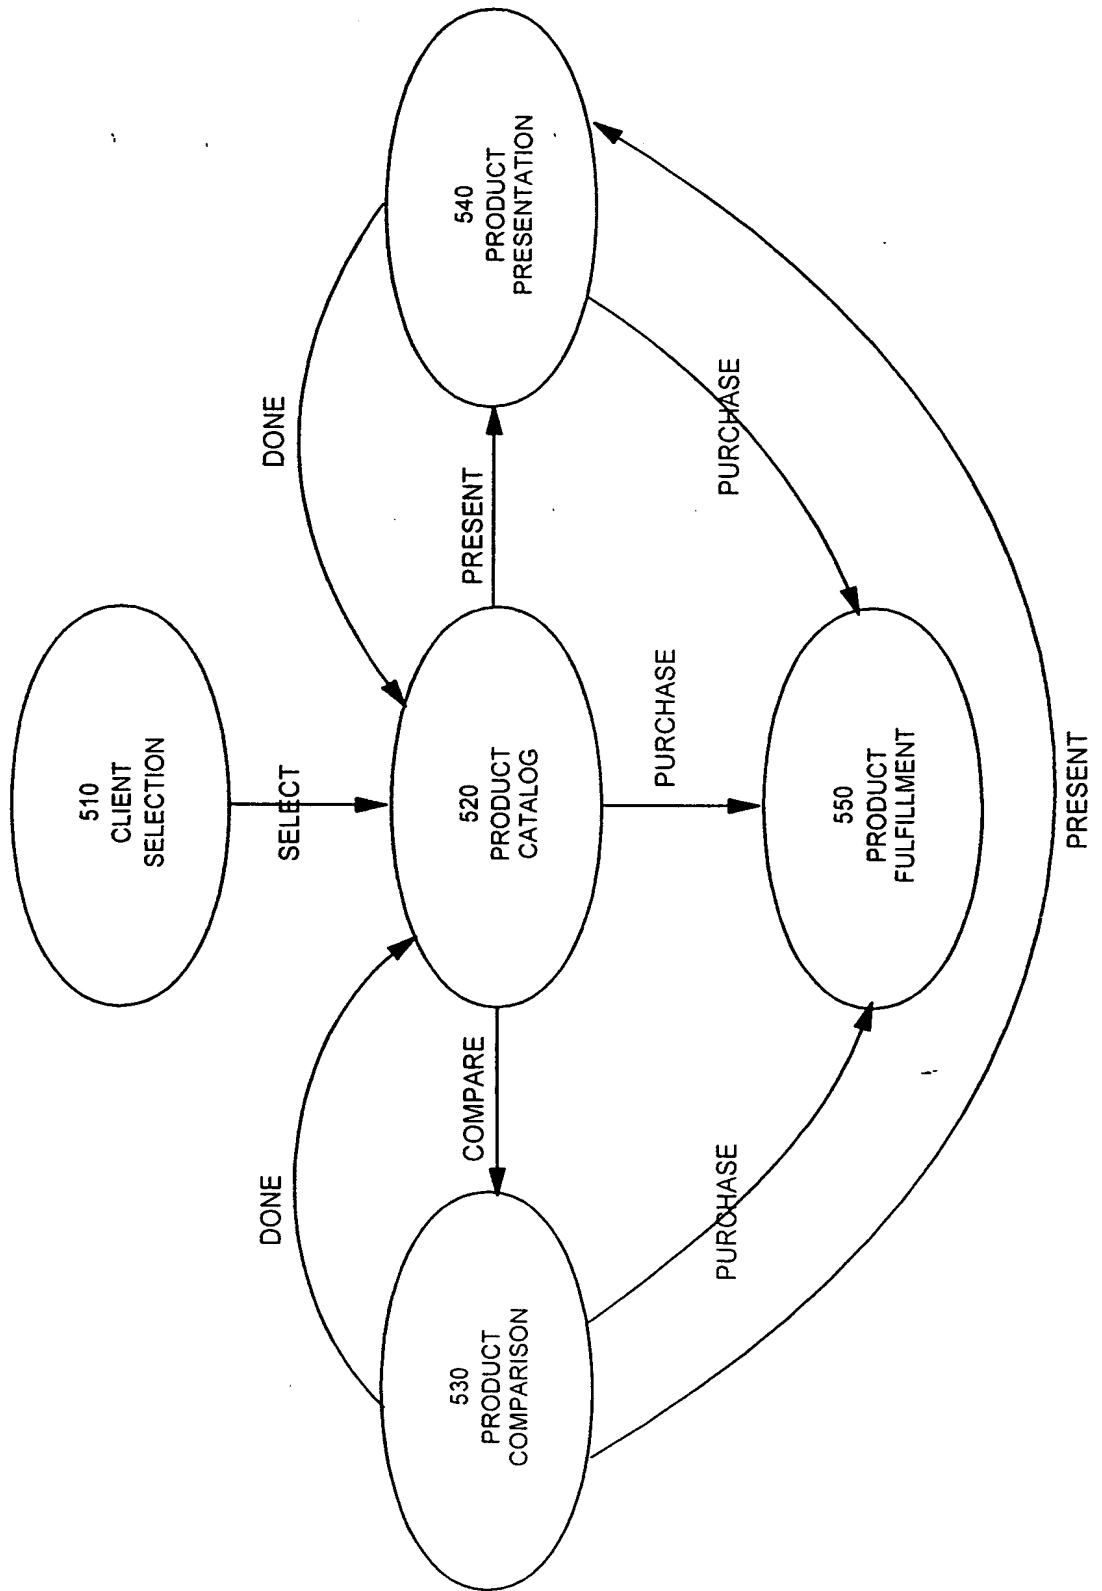 510
CLIENT
SELECTION
SELECT
DONE
DONE
530
PRODUCT
COMPARISON
COMPARE
520
PRODUCT
CATALOG
PRESENT
540
PRODUCT
PRESENTATION
PURCHASE
PURCHASE
PURCHASE
550
PRODUCT
FULFILLMENT
PRESENT